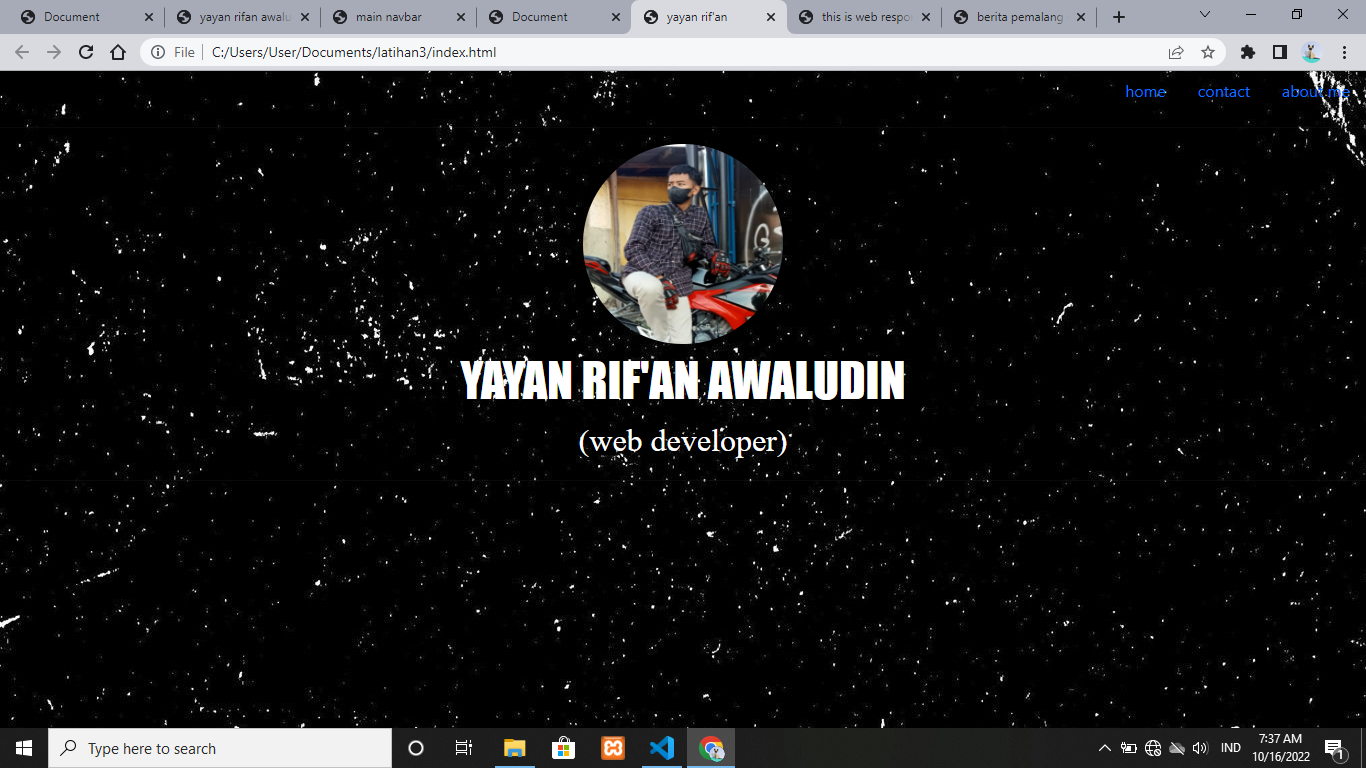 Document
yayan rifan awalu
main navbar
Document
yayan rif'an
this is web respon
berita pemalang
File
C:/Users/User/Documents/latihan3/index.html
home
contact
about me
YAYAN RIF'AN AWALUDIN
(web developer)
Type here to search
IND
7:37 AM
10/16/2022
1